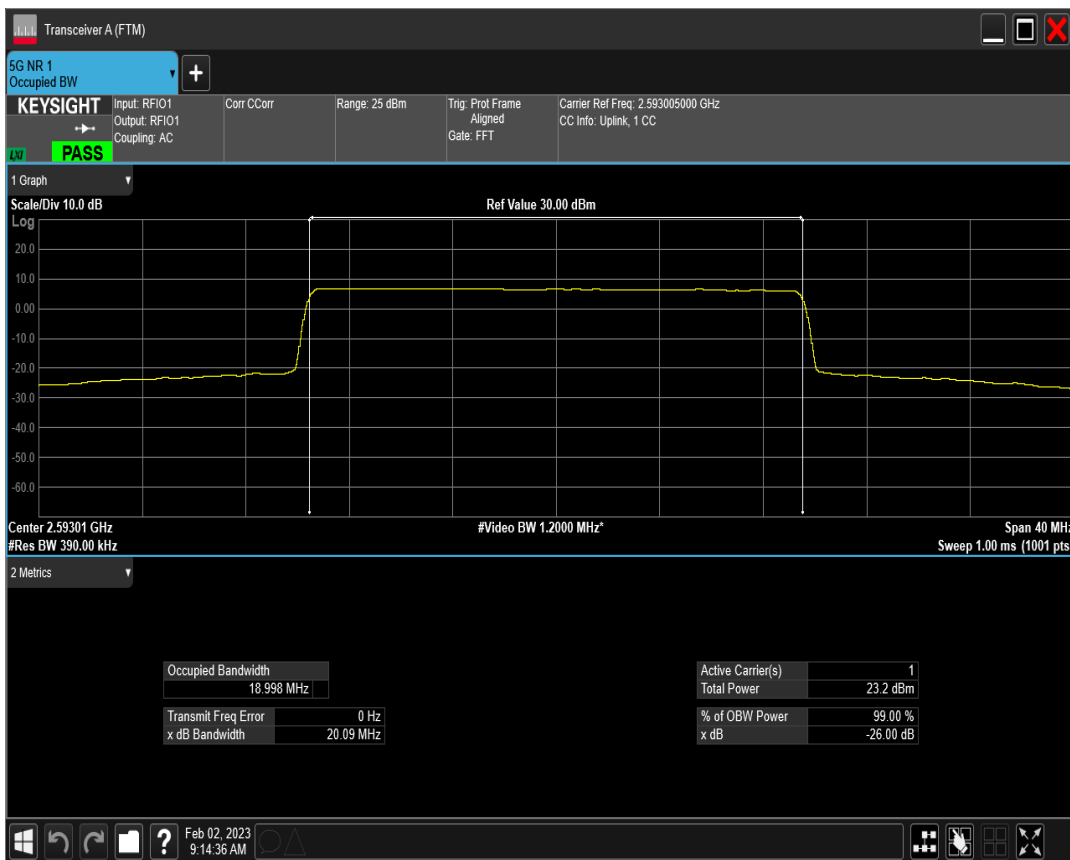 Transceiver A (FTM)
5G NR 1
Occupied BW
+
KEYSIGHT
LXI
PASS
Input: RFIO1
Output: RFIO1
Coupling: AC
Corr CCorr
Range: 25 dBm
Trig: Prot Frame
Aligned
Gate: FFT
Carrier Ref Freq: 2.593005000 GHz
CC Info: Uplink, 1 CC
1 Graph
Scale/Div 10.0 dB
Ref Value 30.00 dBm
Log
20.0
10.0
0.00
-10.0
-20.0
-30.0
-40.0
-50.0
-60.0
Center 2.59301 GHz
#Video BW 1.2000 MHz*
Span 40 MHz
#Res BW 390.00 kHz
Sweep 1.00 ms (1001 pts
2 Metrics
Occupied Bandwidth
18.998 MHz
Transmit Freq Error 0 Hz
x dB Bandwidth 20.09 MHz
Active Carrier(s) 1
Total Power 23.2 dBm
% of OBW Power 99.00 %
x dB -26.00 dB
?
Feb 02, 2023
9:14:36 AM